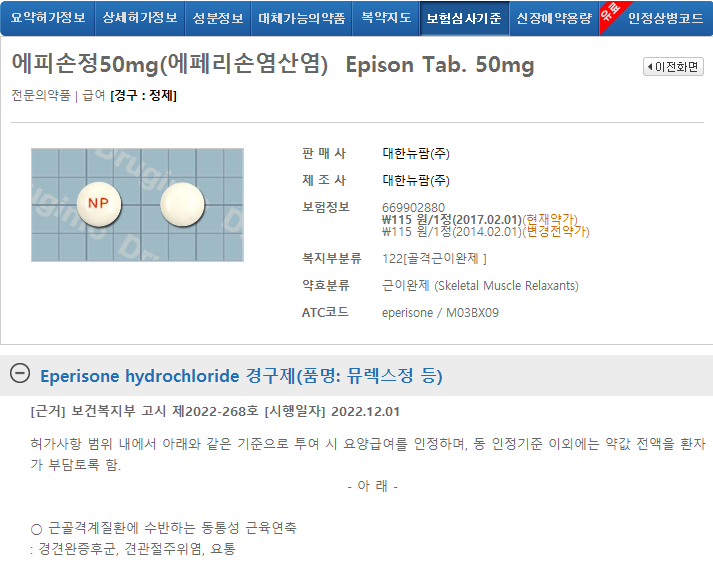 요약허가정보 상세허가정보 성분정보 대체가능의약품 복약지도 보험심사기준 신장애약용량 유료 인정상병코드
에피손정50mg(에페리손염산염) Epison Tab. 50mg
이전화면
전문의약품 | 급여 [경구 : 정제]
판 매 사 대한뉴팜(주)
제 조 사 대한뉴팜(주)
보험정보 669902880
₩115 원/1정(2017.02.01)(현재약가)
₩115 원/1정(2014.02.01)(변경전약가)
복지부분류 122[골격근이완제 ]
약효분류 근이완제 (Skeletal Muscle Relaxants)
ATC코드 eperisone / M03BX09
NP
Druginfo
Eperisone hydrochloride 경구제(품명: 뮤렉스정 등)
[근거] 보건복지부 고시 제2022-268호 [시행일자] 2022.12.01
허가사항 범위 내에서 아래와 같은 기준으로 투여 시 요양급여를 인정하며, 동 인정기준 이외에는 약값 전액을 환자
가 부담토록 함.
- 아 래 -
○ 근골격계질환에 수반하는 동통성 근육연축
: 경견완증후군, 견관절주위염, 요통